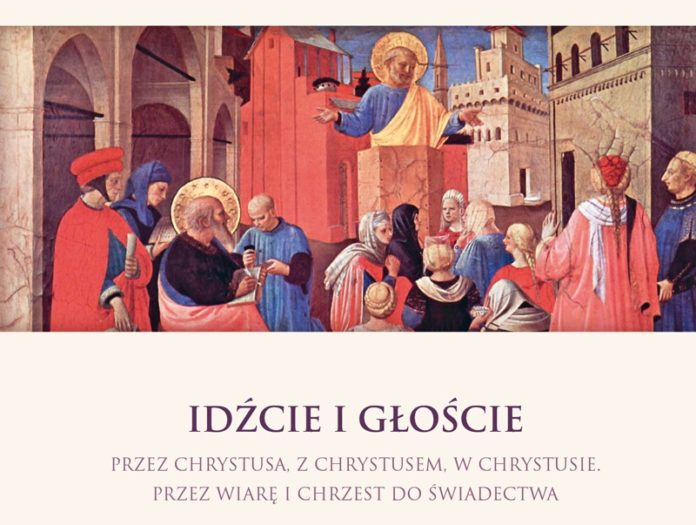 IDŹCIE I GŁOŚCIE
PRZEZ CHRYSTUSA, Z CHRYSTUSEM, W CHRYSTUSIE.
PRZEZ WIARĘ I CHRZEST DO ŚWIADECTWA